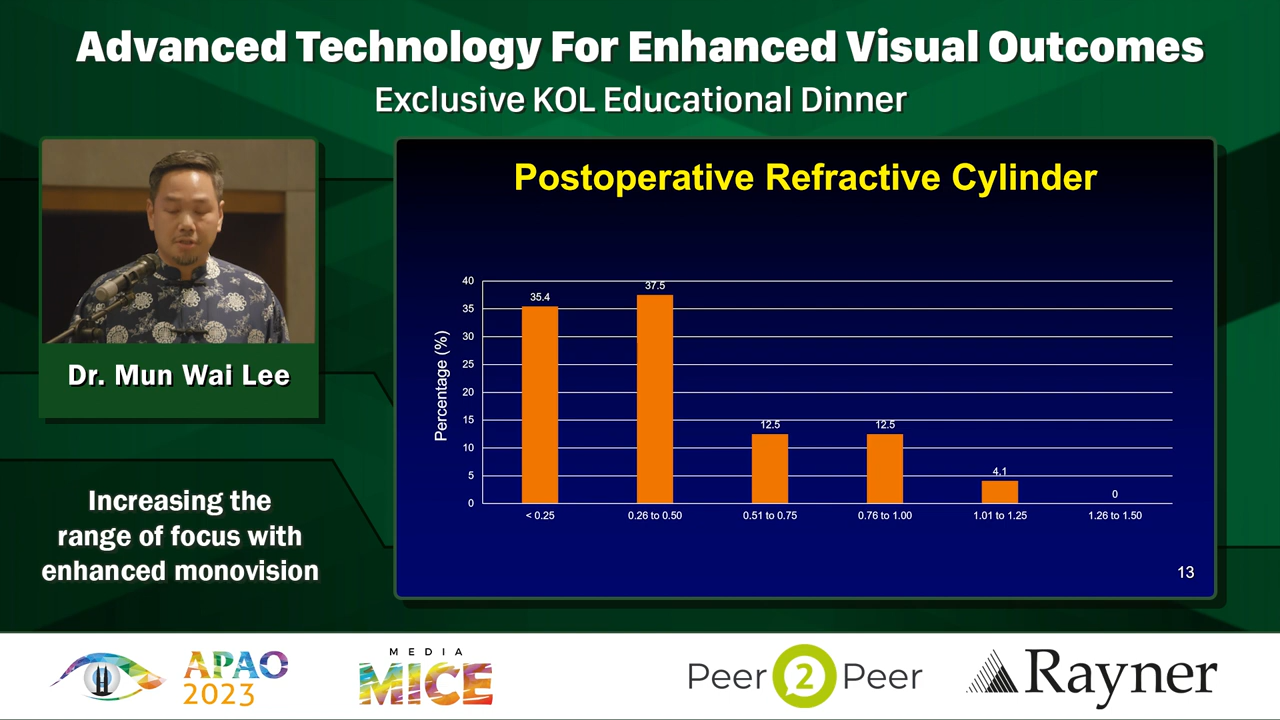 Advanced Technology For Enhanced Visual Outcomes
Exclusive KOL Educational Dinner
Dr. Mun Wai Lee
Increasing the
range of focus with
enhanced monovision
Postoperative Refractive Cylinder
Percentage (%)
40
35
30
25
20
15
10
5
0
35.4
37.5
12.5
12.5
4.1
0
< 0.25
0.26 to 0.50
0.51 to 0.75
0.76 to 1.00
1.01 to 1.25
1.26 to 1.50
13
APAO
2023
MEDIA
MICE
Peer 2 Peer
Rayner